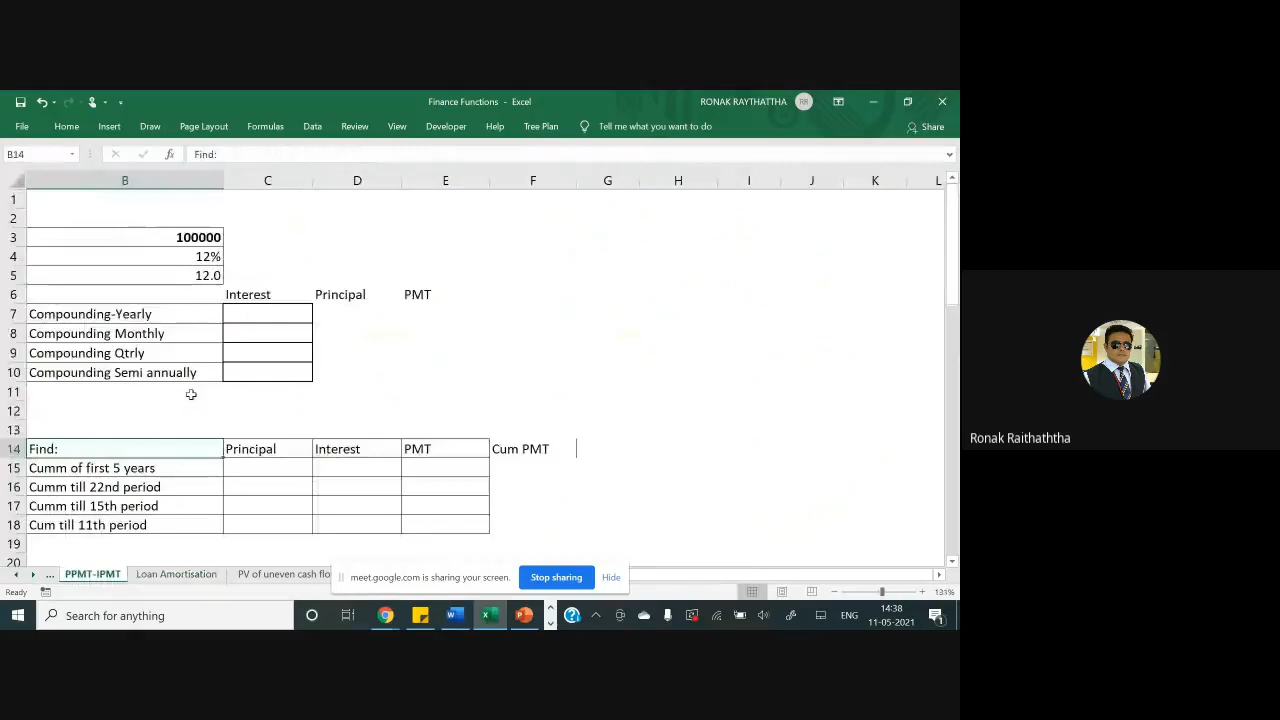 Finance Functions - Excel
RONAK RAYTHATTHA RR
File Home Insert Draw Page Layout Formulas Data Review View Developer Help Tree Plan Tell me what you want to do Share
B14 fx Find:
B C D E F G H I J K L
1
2
3 100000
4 12%
5 12.0
6 Interest Principal PMT
7 Compounding-Yearly
8 Compounding Monthly
9 Compounding Qtrly
10 Compounding Semi annually
11
12
13
14 Find: Principal Interest PMT Cum PMT
15 Cumm of first 5 years
16 Cumm till 22nd period
17 Cumm till 15th period
18 Cum till 11th period
19
20
... PPMT-IPMT Loan Amortisation PV of uneven cash flo
meet.google.com is sharing your screen. Stop sharing Hide
Ready 131%
Search for anything ENG 14:38
11-05-2021
1
Ronak Raithaththa